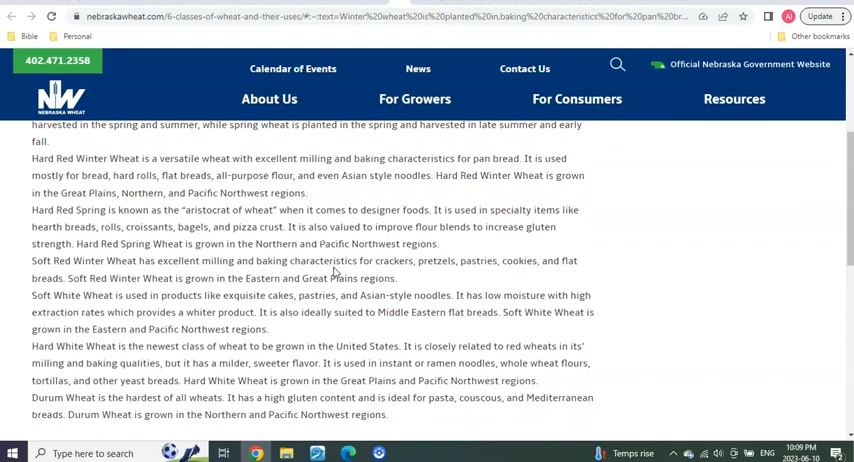 nebraskawheat.com/6-classes-of-wheat-and-their-uses/#:~:text=Winter%20wheat%20is%20planted%20in.baking%20characteristics%20for%20pan%20br...
AI
Update
Bible
Personal
Other bookmarks
402.471.2358
Calendar of Events
News
Contact Us
Official Nebraska Government Website
NW
NEBRASKA WHEAT
About Us
For Growers
For Consumers
Resources
harvested in the spring and summer, while spring wheat is planted in the spring and harvested in late summer and early
fall.
Hard Red Winter Wheat is a versatile wheat with excellent milling and baking characteristics for pan bread. It is used
mostly for bread, hard rolls, flat breads, all-purpose flour, and even Asian style noodles. Hard Red Winter Wheat is grown
in the Great Plains, Northern, and Pacific Northwest regions.
Hard Red Spring is known as the “aristocrat of wheat” when it comes to designer foods. It is used in specialty items like
hearth breads, rolls, croissants, bagels, and pizza crust. It is also valued to improve flour blends to increase gluten
strength. Hard Red Spring Wheat is grown in the Northern and Pacific Northwest regions.
Soft Red Winter Wheat has excellent milling and baking characteristics for crackers, pretzels, pastries, cookies, and flat
breads. Soft Red Winter Wheat is grown in the Eastern and Great Plains regions.
Soft White Wheat is used in products like exquisite cakes, pastries, and Asian-style noodles. It has low moisture with high
extraction rates which provides a whiter product. It is also ideally suited to Middle Eastern flat breads. Soft White Wheat is
grown in the Eastern and Pacific Northwest regions.
Hard White Wheat is the newest class of wheat to be grown in the United States. It is closely related to red wheats in its’
milling and baking qualities, but it has a milder, sweeter flavor. It is used in instant or ramen noodles, whole wheat flours,
tortillas, and other yeast breads. Hard White Wheat is grown in the Great Plains and Pacific Northwest regions.
Durum Wheat is the hardest of all wheats. It has a high gluten content and is ideal for pasta, couscous, and Mediterranean
breads. Durum Wheat is grown in the Northern and Pacific Northwest regions.
Type here to search
Temps rise
ENG
10:09 PM
2023-06-10
2